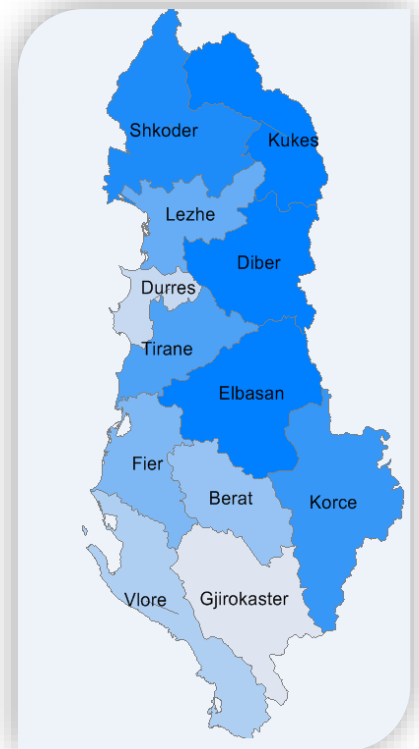 Shkoder
Kukes
Lezhe
Diber
Durres
Tirane
Elbasan
Fier
Berat
Korce
Vlore
Gjirokaster